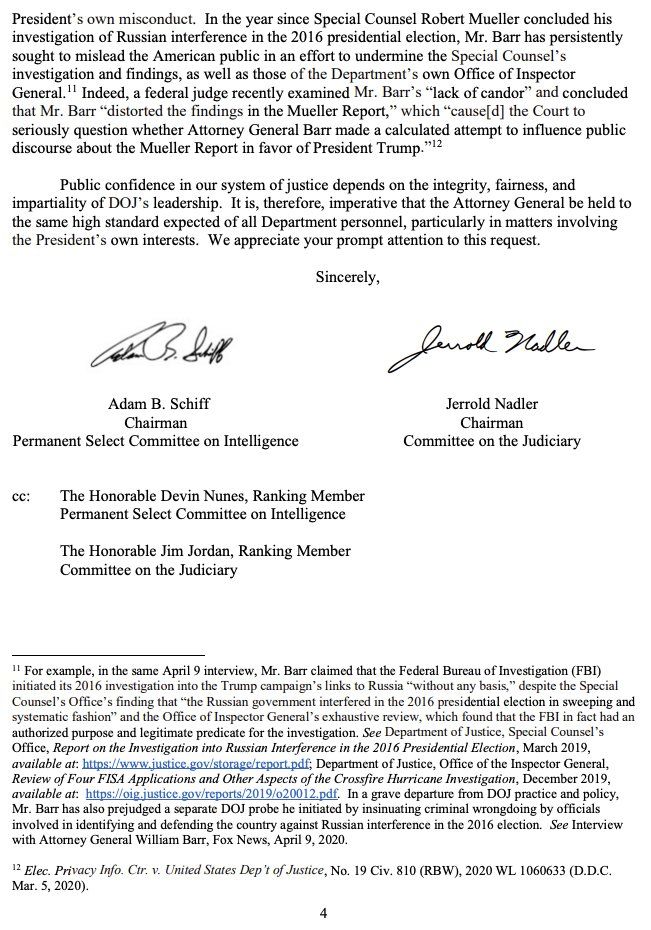 President's own misconduct. In the year since Special Counsel Robert Mueller concluded his
investigation of Russian interference in the 2016 presidential election, Mr. Barr has persistently
sought to mislead the American public in an effort to undermine the Special Counsel's
investigation and findings, as well as those of the Department's own Office of Inspector
General.11 Indeed, a federal judge recently examined Mr. Barr's "lack of candor" and concluded
that Mr. Barr "distorted the findings in the Mueller Report," which "cause[d] the Court to
seriously question whether Attorney General Barr made a calculated attempt to influence public
discourse about the Mueller Report in favor of President Trump."12
Public confidence in our system of justice depends on the integrity, fairness, and
impartiality of DOJ's leadership. It is, therefore, imperative that the Attorney General be held to
the same high standard expected of all Department personnel, particularly in matters involving
the President's own interests. We appreciate your prompt attention to this request.
Sincerely,
Adam B. Schiff
Jerrold Nadler
Adam B. Schiff
Chairman
Permanent Select Committee on Intelligence
Jerrold Nadler
Chairman
Committee on the Judiciary
cc: The Honorable Devin Nunes, Ranking Member
Permanent Select Committee on Intelligence
The Honorable Jim Jordan, Ranking Member
Committee on the Judiciary
11 For example, in the same April 9 interview, Mr. Barr claimed that the Federal Bureau of Investigation (FBI)
initiated its 2016 investigation into the Trump campaign's links to Russia "without any basis," despite the Special
Counsel's Office's finding that "the Russian government interfered in the 2016 presidential election in sweeping and
systematic fashion" and the Office of Inspector General's exhaustive review, which found that the FBI in fact had an
authorized purpose and legitimate predicate for the investigation. See Department of Justice, Special Counsel's
Office, Report on the Investigation into Russian Interference in the 2016 Presidential Election, March 2019,
available at: https://www.justice.gov/storage/report.pdf; Department of Justice, Office of the Inspector General,
Review of Four FISA Applications and Other Aspects of the Crossfire Hurricane Investigation, December 2019,
available at: https://oig.justice.gov/reports/2019/o20012.pdf. In a grave departure from DOJ practice and policy,
Mr. Barr has also prejudged a separate DOJ probe he initiated by insinuating criminal wrongdoing by officials
involved in identifying and defending the country against Russian interference in the 2016 election. See Interview
with Attorney General William Barr, Fox News, April 9, 2020.
12 Elec. Privacy Info. Ctr. v. United States Dep't of Justice, No. 19 Civ. 810 (RBW), 2020 WL 1060633 (D.D.C.
Mar. 5, 2020).
4